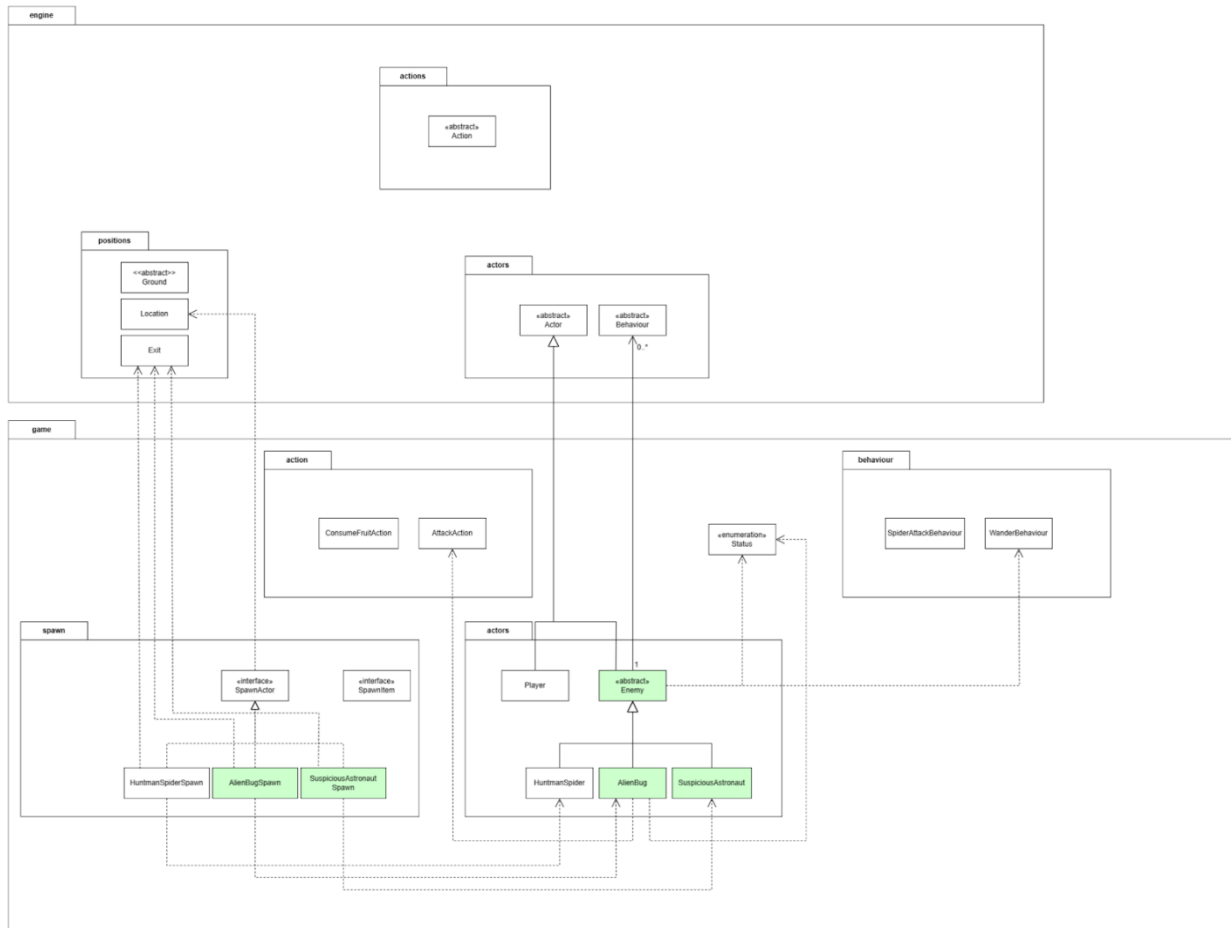 engine
actions
«abstract»
Action
positions
<<abstract>>
Ground
Location
Exit
actors
«abstract»
Actor
«abstract»
Behaviour
0..*
game
action
ConsumeFruitAction
AttackAction
«enumeration»
Status
behaviour
SpiderAttackBehaviour
WanderBehaviour
spawn
«interface»
SpawnActor
«interface»
SpawnItem
HuntmanSpiderSpawn
AlienBugSpawn
SuspiciousAstronaut
Spawn
actors
1
Player
«abstract»
Enemy
HuntmanSpider
AlienBug
SuspiciousAstronaut